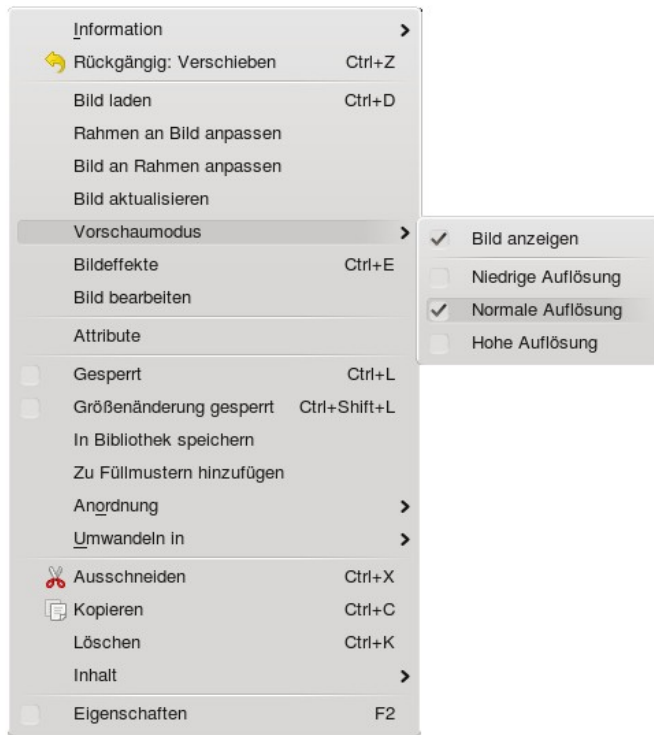 Information
Rückgängig: Verschieben Ctrl+Z
Bild laden Ctrl+D
Rahmen an Bild anpassen
Bild an Rahmen anpassen
Bild aktualisieren
Vorschaumodus
Bildeffekte Ctrl+E
Bild bearbeiten
Attribute
Gesperrt Ctrl+L
Größenänderung gesperrt Ctrl+Shift+L
In Bibliothek speichern
Zu Füllmustern hinzufügen
Anordnung
Umwandeln in
Ausschneiden Ctrl+X
Kopieren Ctrl+C
Löschen Ctrl+K
Inhalt
Eigenschaften F2
Bild anzeigen
Niedrige Auflösung
Normale Auflösung
Hohe Auflösung